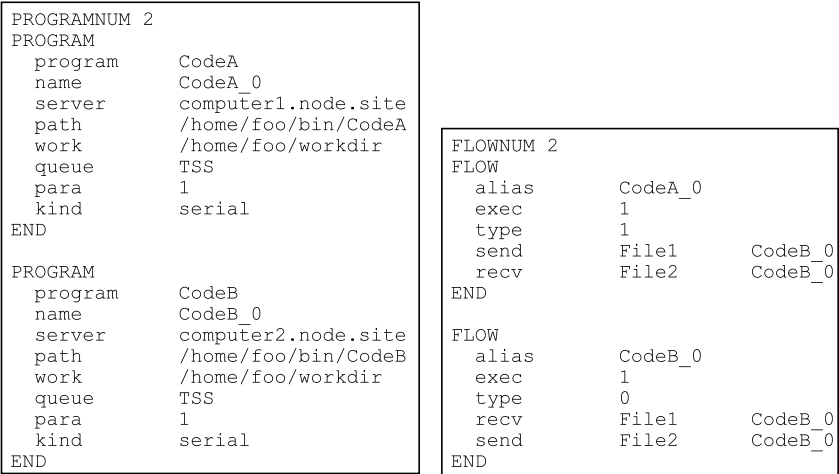 PROGRAMNUM 2
PROGRAM
program CodeA
name CodeA_0
server computer1.node.site
path /home/foo/bin/CodeA
work /home/foo/workdir
queue TSS
para 1
kind serial
END
PROGRAM
program CodeB
name CodeB_0
server computer2.node.site
path /home/foo/bin/CodeB
work /home/foo/workdir
queue TSS
para 1
kind serial
END
FLOWNUM 2
FLOW
alias CodeA_0
exec 1
type 1
send File1 CodeB_0
recv File2 CodeB_0
END
FLOW
alias CodeB_0
exec 1
type 0
recv File1 CodeB_0
send File2 CodeB_0
END